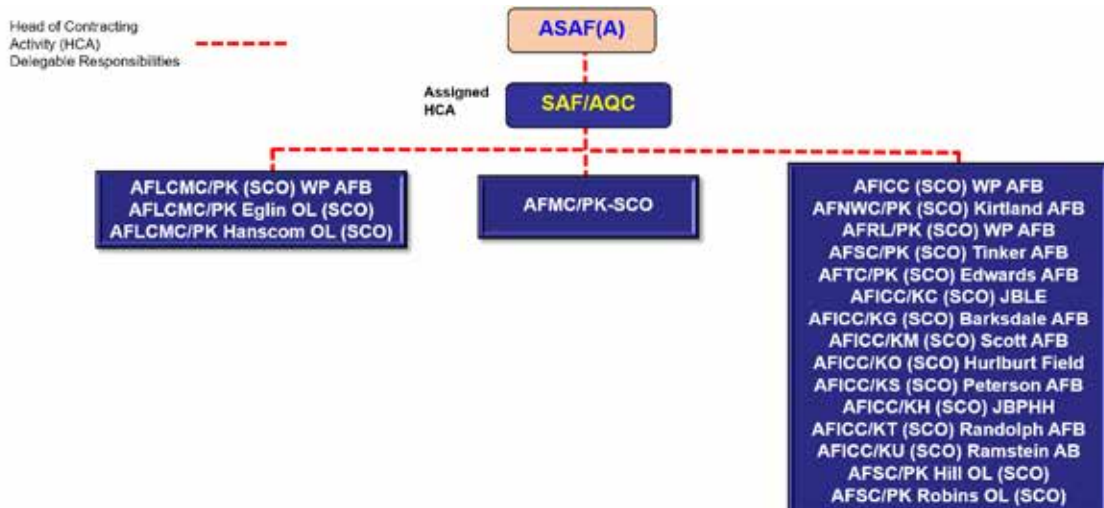 Head of Contracting
Activity (HCA)
Delegable Responsibilities
ASAF(A)
Assigned
HCA
SAF/AQC
AFLCMC/PK (SCO) WP AFB
AFLCMC/PK Eglin OL (SCO)
AFLCMC/PK Hanscom OL (SCO)
AFMC/PK-SCO
AFICC (SCO) WP AFB
AFNWC/PK (SCO) Kirtland AFB
AFRL/PK (SCO) WP AFB
AFSC/PK (SCO) Tinker AFB
AFTC/PK (SCO) Edwards AFB
AFICC/KC (SCO) JBLE
AFICC/KG (SCO) Barksdale AFB
AFICC/KM (SCO) Scott AFB
AFICC/KO (SCO) Hurlburt Field
AFICC/KS (SCO) Peterson AFB
AFICC/KH (SCO) JBPHH
AFICC/KT (SCO) Randolph AFB
AFICC/KU (SCO) Ramstein AB
AFSC/PK Hill OL (SCO)
AFSC/PK Robins OL (SCO)